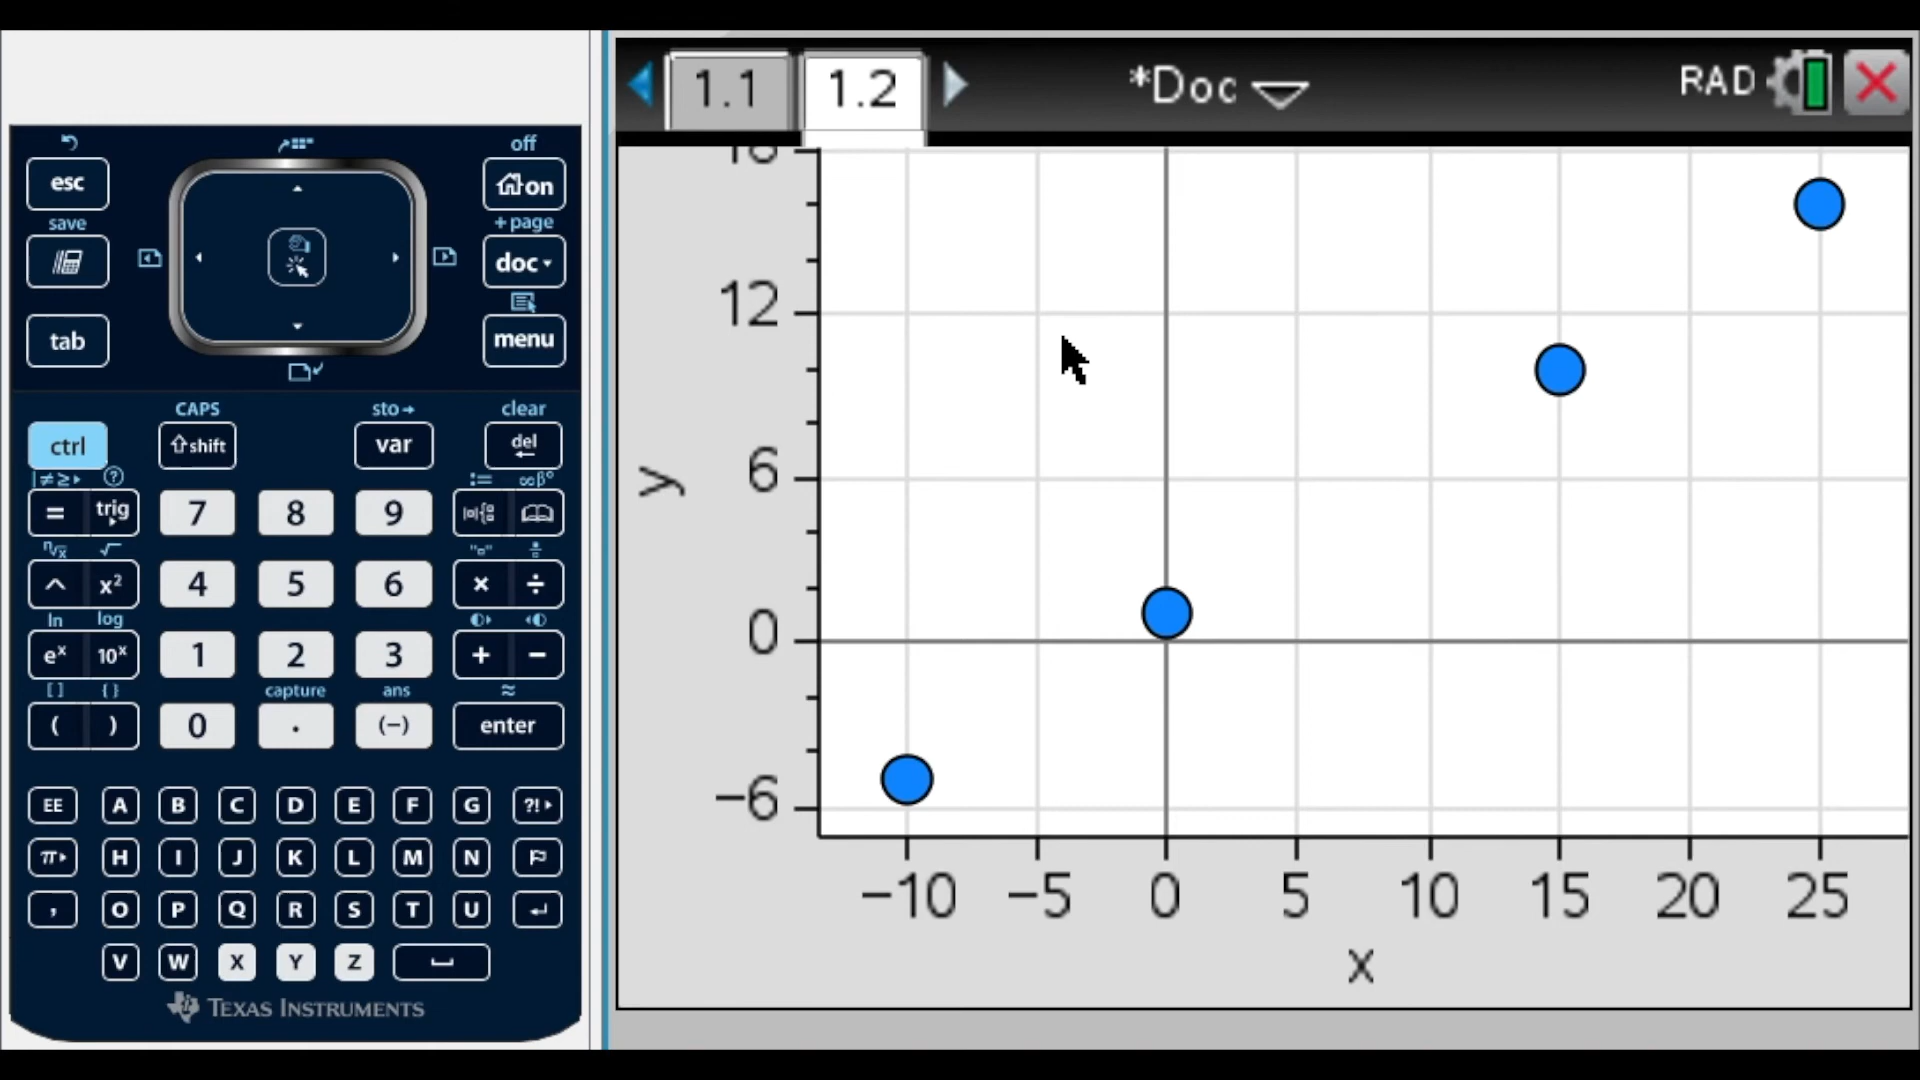 1.1
1.2
*Doc
RAD
off
esc
on
save
+ page
doc
tab
menu
CAPS
sto
clear
ctrl
shift
var
del
|≠≥
?
:=
∞β°
=
trig
7
8
9
|□|{
ⁿ√x
√
"□"
^
x²
4
5
6
×
÷
ln
log
eˣ
10ˣ
1
2
3
+
−
[ ]
{ }
capture
ans
≈
(
)
0
.
(−)
enter
EE
A
B
C
D
E
F
G
?!
π
H
I
J
K
L
M
N
,
O
P
Q
R
S
T
U
V
W
X
Y
Z
TEXAS INSTRUMENTS
12
6
0
−6
y
−10
−5
0
5
10
15
20
25
x